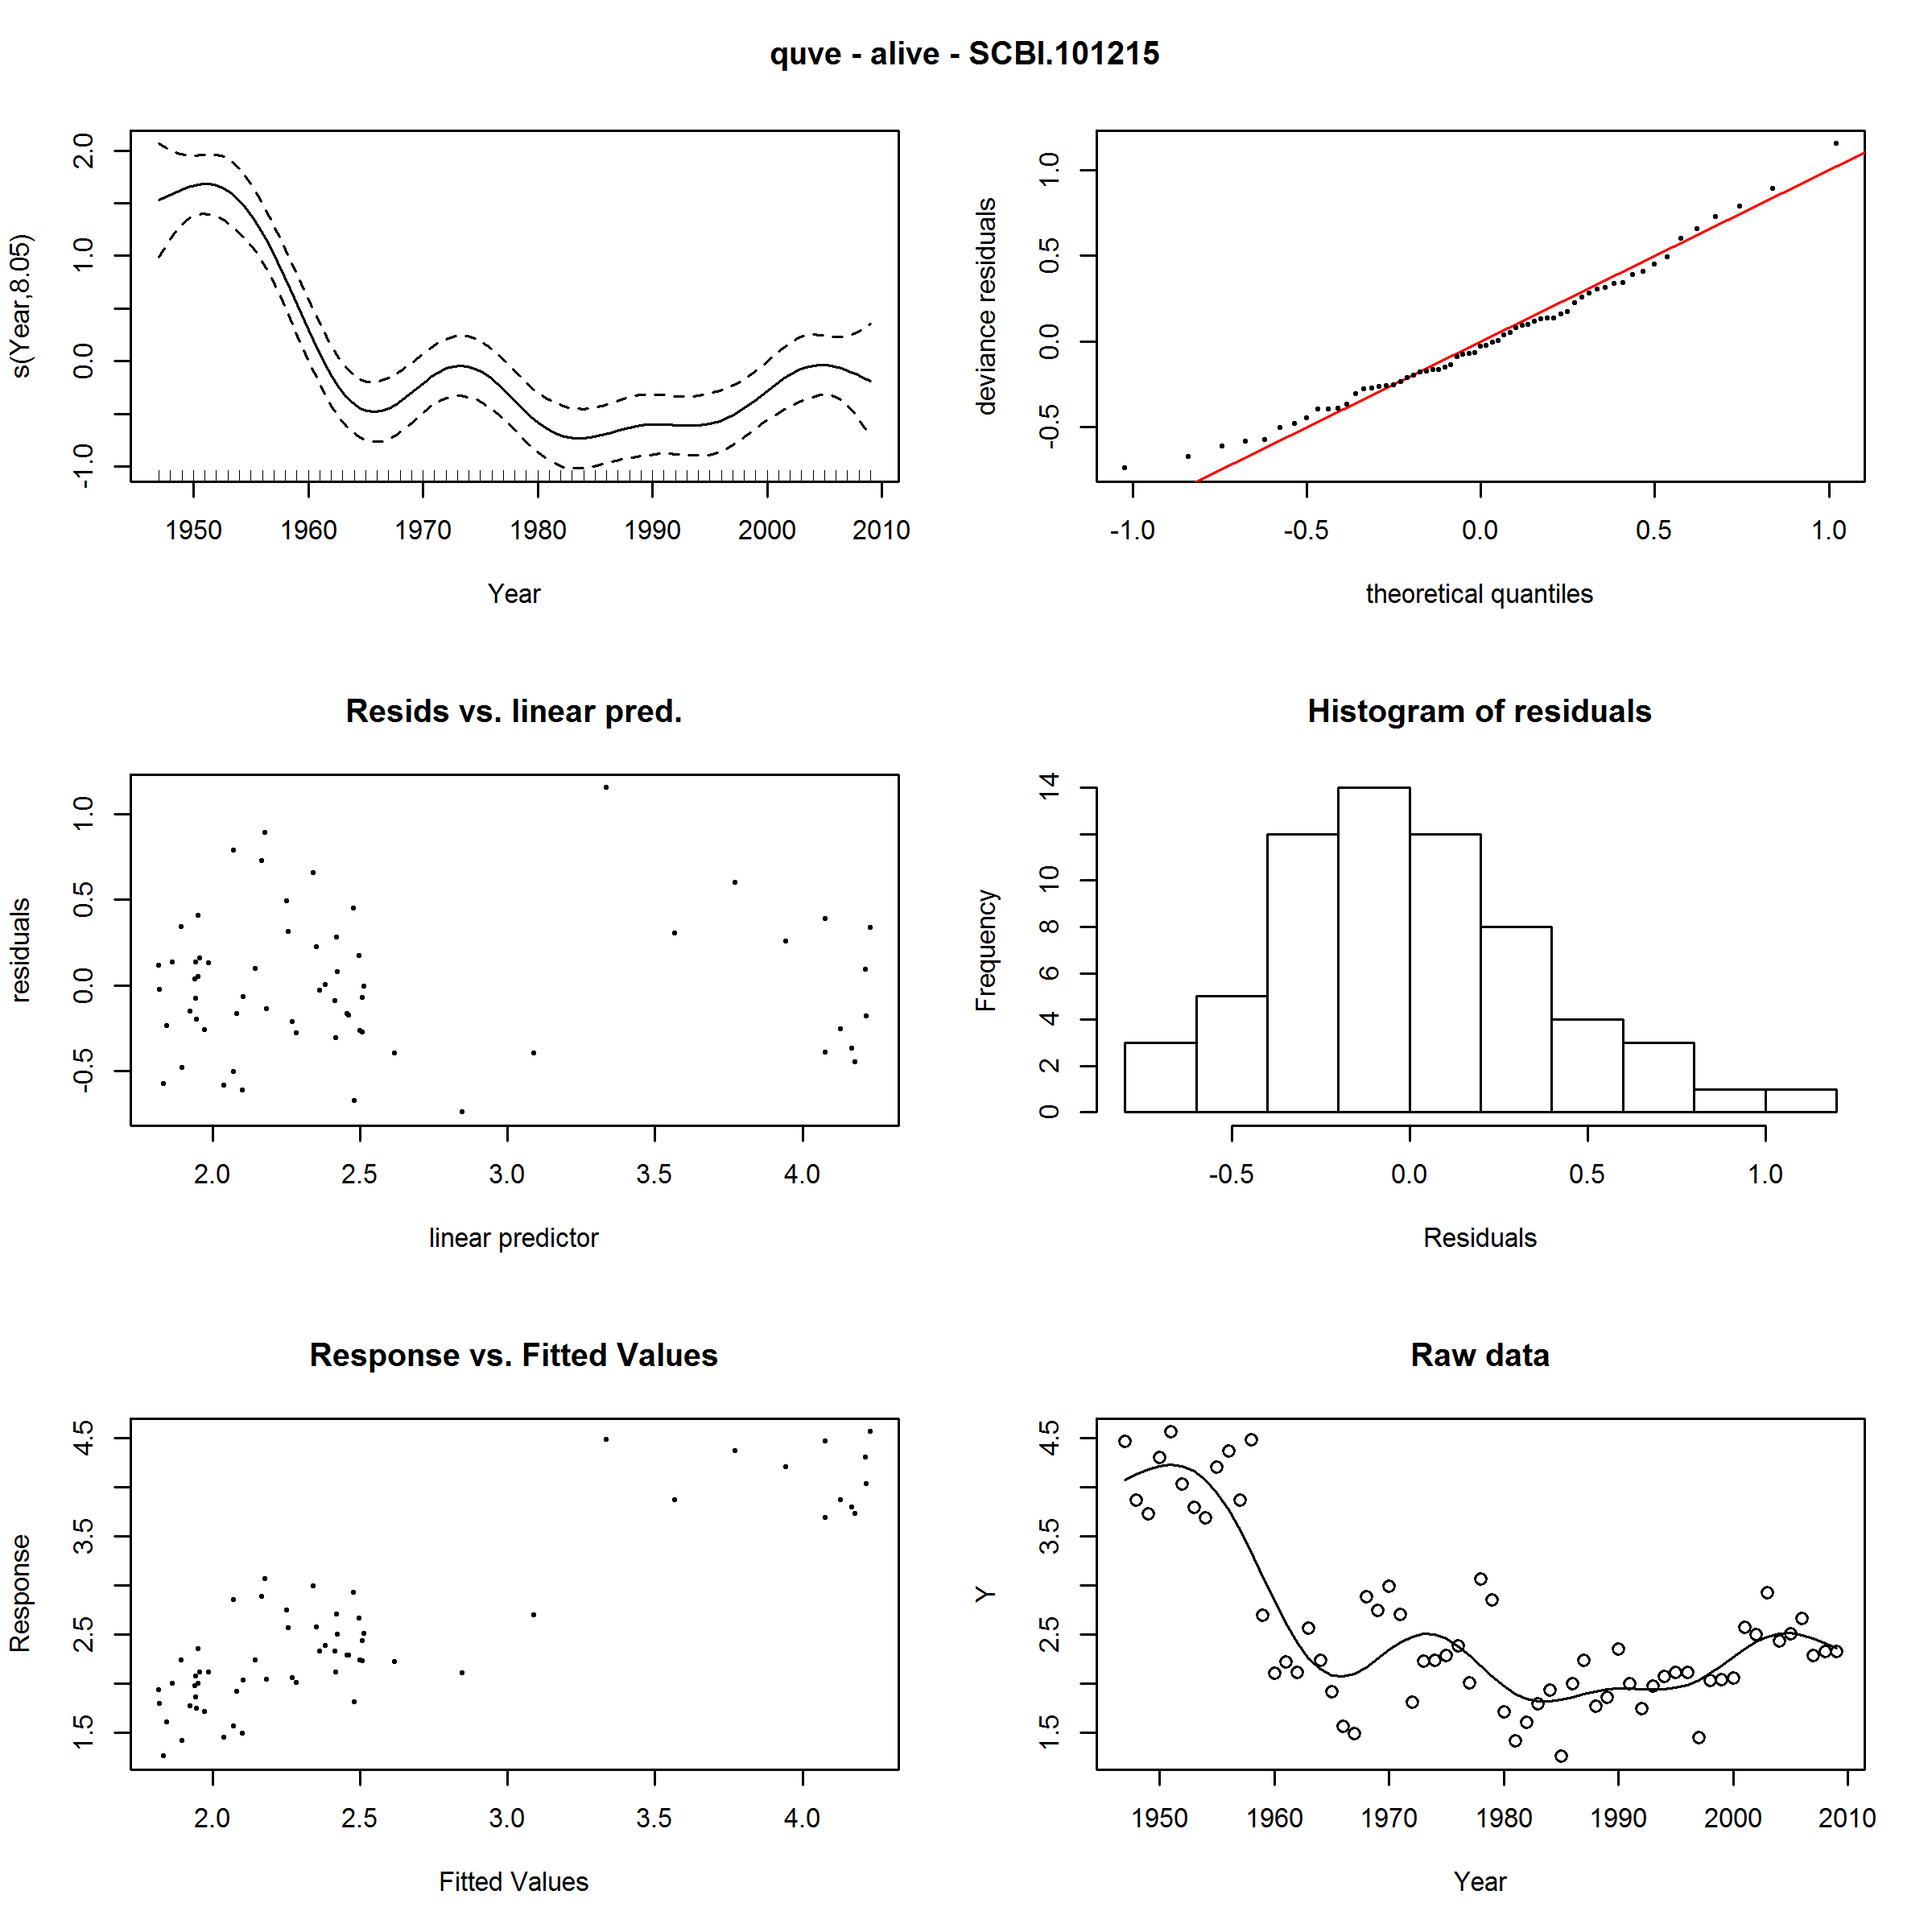 quve - alive - SCBI.101215
s(Year,8.05)
2.0
1.0
0.0
-1.0
1950 1960 1970 1980 1990 2000 2010
Year
deviance residuals
1.0
0.5
0.0
-0.5
-1.0 -0.5 0.0 0.5 1.0
theoretical quantiles
Resids vs. linear pred.
residuals
1.0
0.5
0.0
-0.5
2.0 2.5 3.0 3.5 4.0
linear predictor
Histogram of residuals
Frequency
14
10
8
6
4
2
0
-0.5 0.0 0.5 1.0
Residuals
Response vs. Fitted Values
Response
4.5
3.5
2.5
1.5
2.0 2.5 3.0 3.5 4.0
Fitted Values
Raw data
Y
4.5
3.5
2.5
1.5
1950 1960 1970 1980 1990 2000 2010
Year